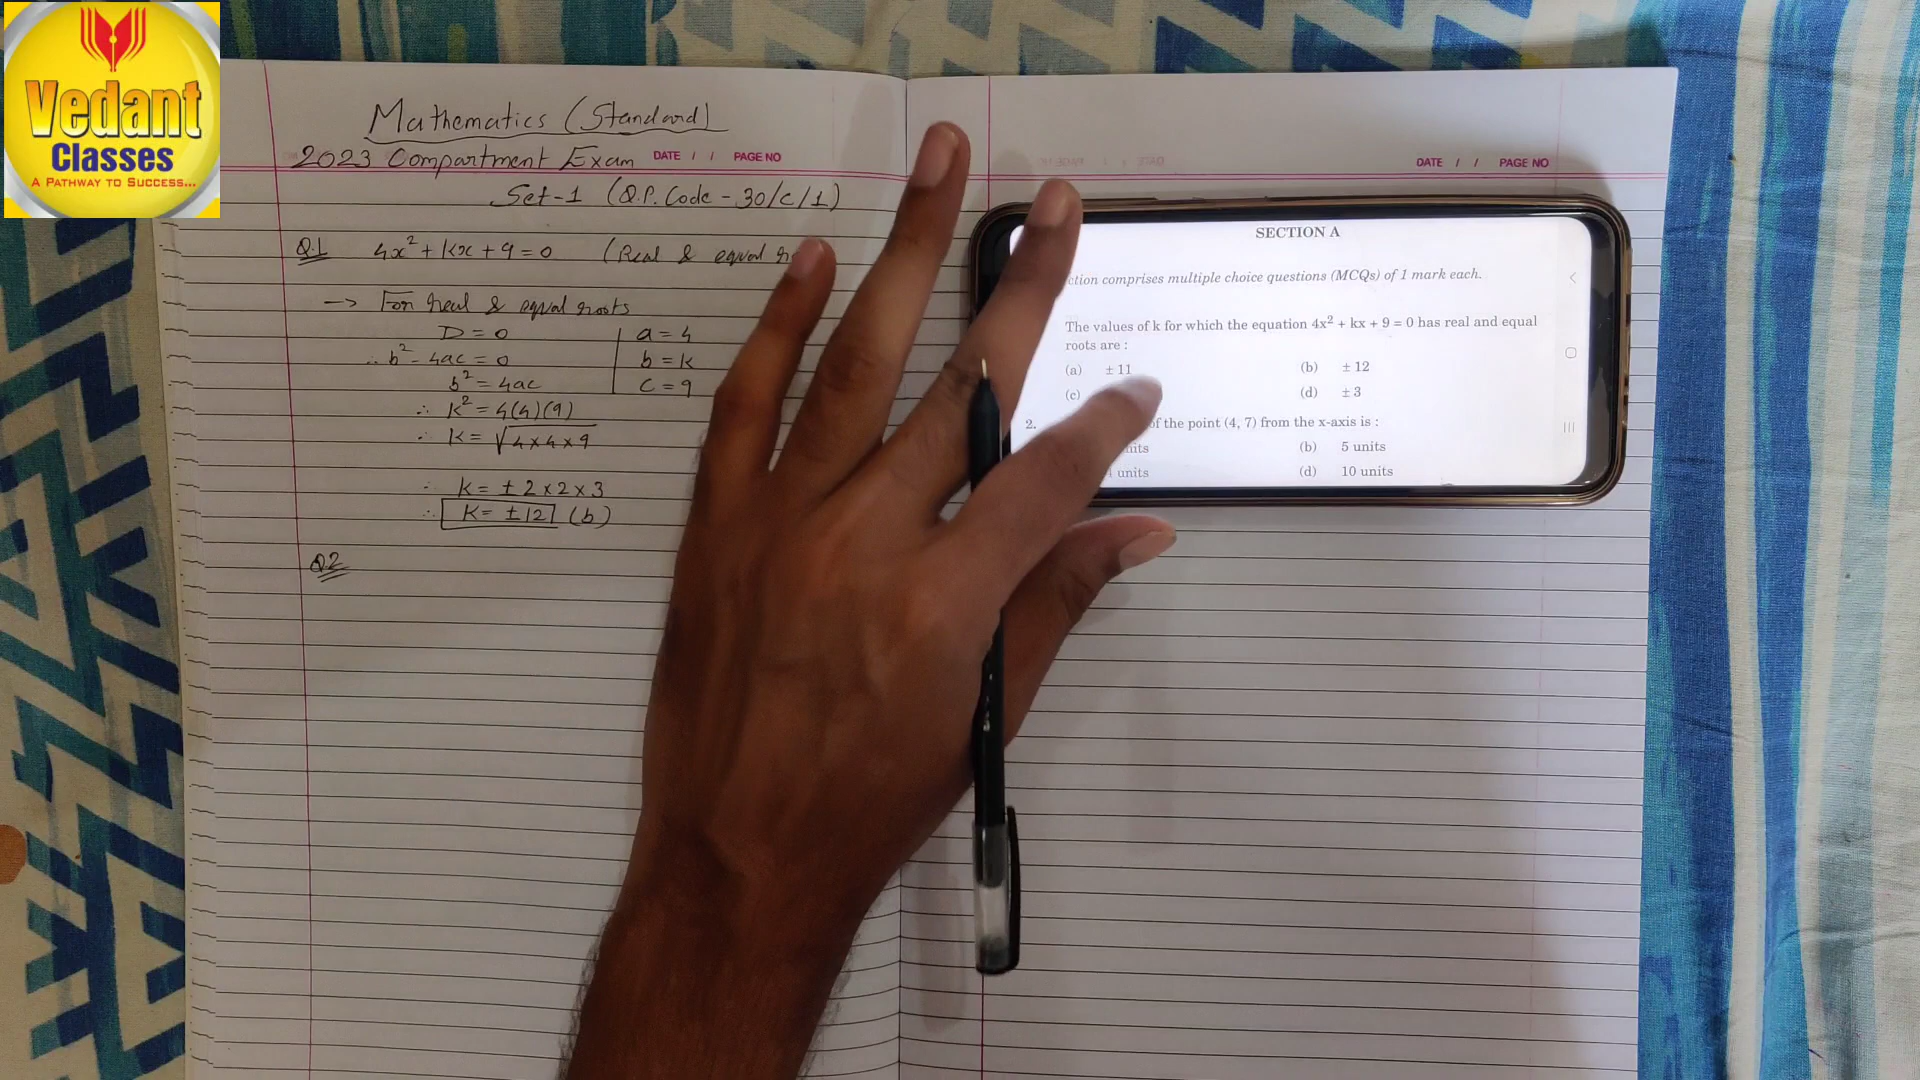 Vedant
Classes
A PATHWAY TO SUCCESS...
Mathematics (Standard)
2023 Compartment Exam
DATE / / PAGE NO
Set-1 (Q.P. Code - 30/C/1)
Q.1 4x² + kx + 9 = 0 (Real & equal
→ For real & equal roots
D = 0
∴ b² - 4ac = 0
b² = 4ac
a = 4
b = k
c = 9
∴ k² = 4(4)(9)
∴ k = √4×4×9
∴ k = ± 2×2×3
∴ k = ±12 (b)
Q2
DATE / / PAGE NO
SECTION A
comprises multiple choice questions (MCQs) of 1 mark each.
The values of k for which the equation 4x² + kx + 9 = 0 has real and equal
roots are :
(a) ± 11 (b) ± 12
(c) (d) ± 3
2. of the point (4, 7) from the x-axis is :
(b) 5 units
units (d) 10 units